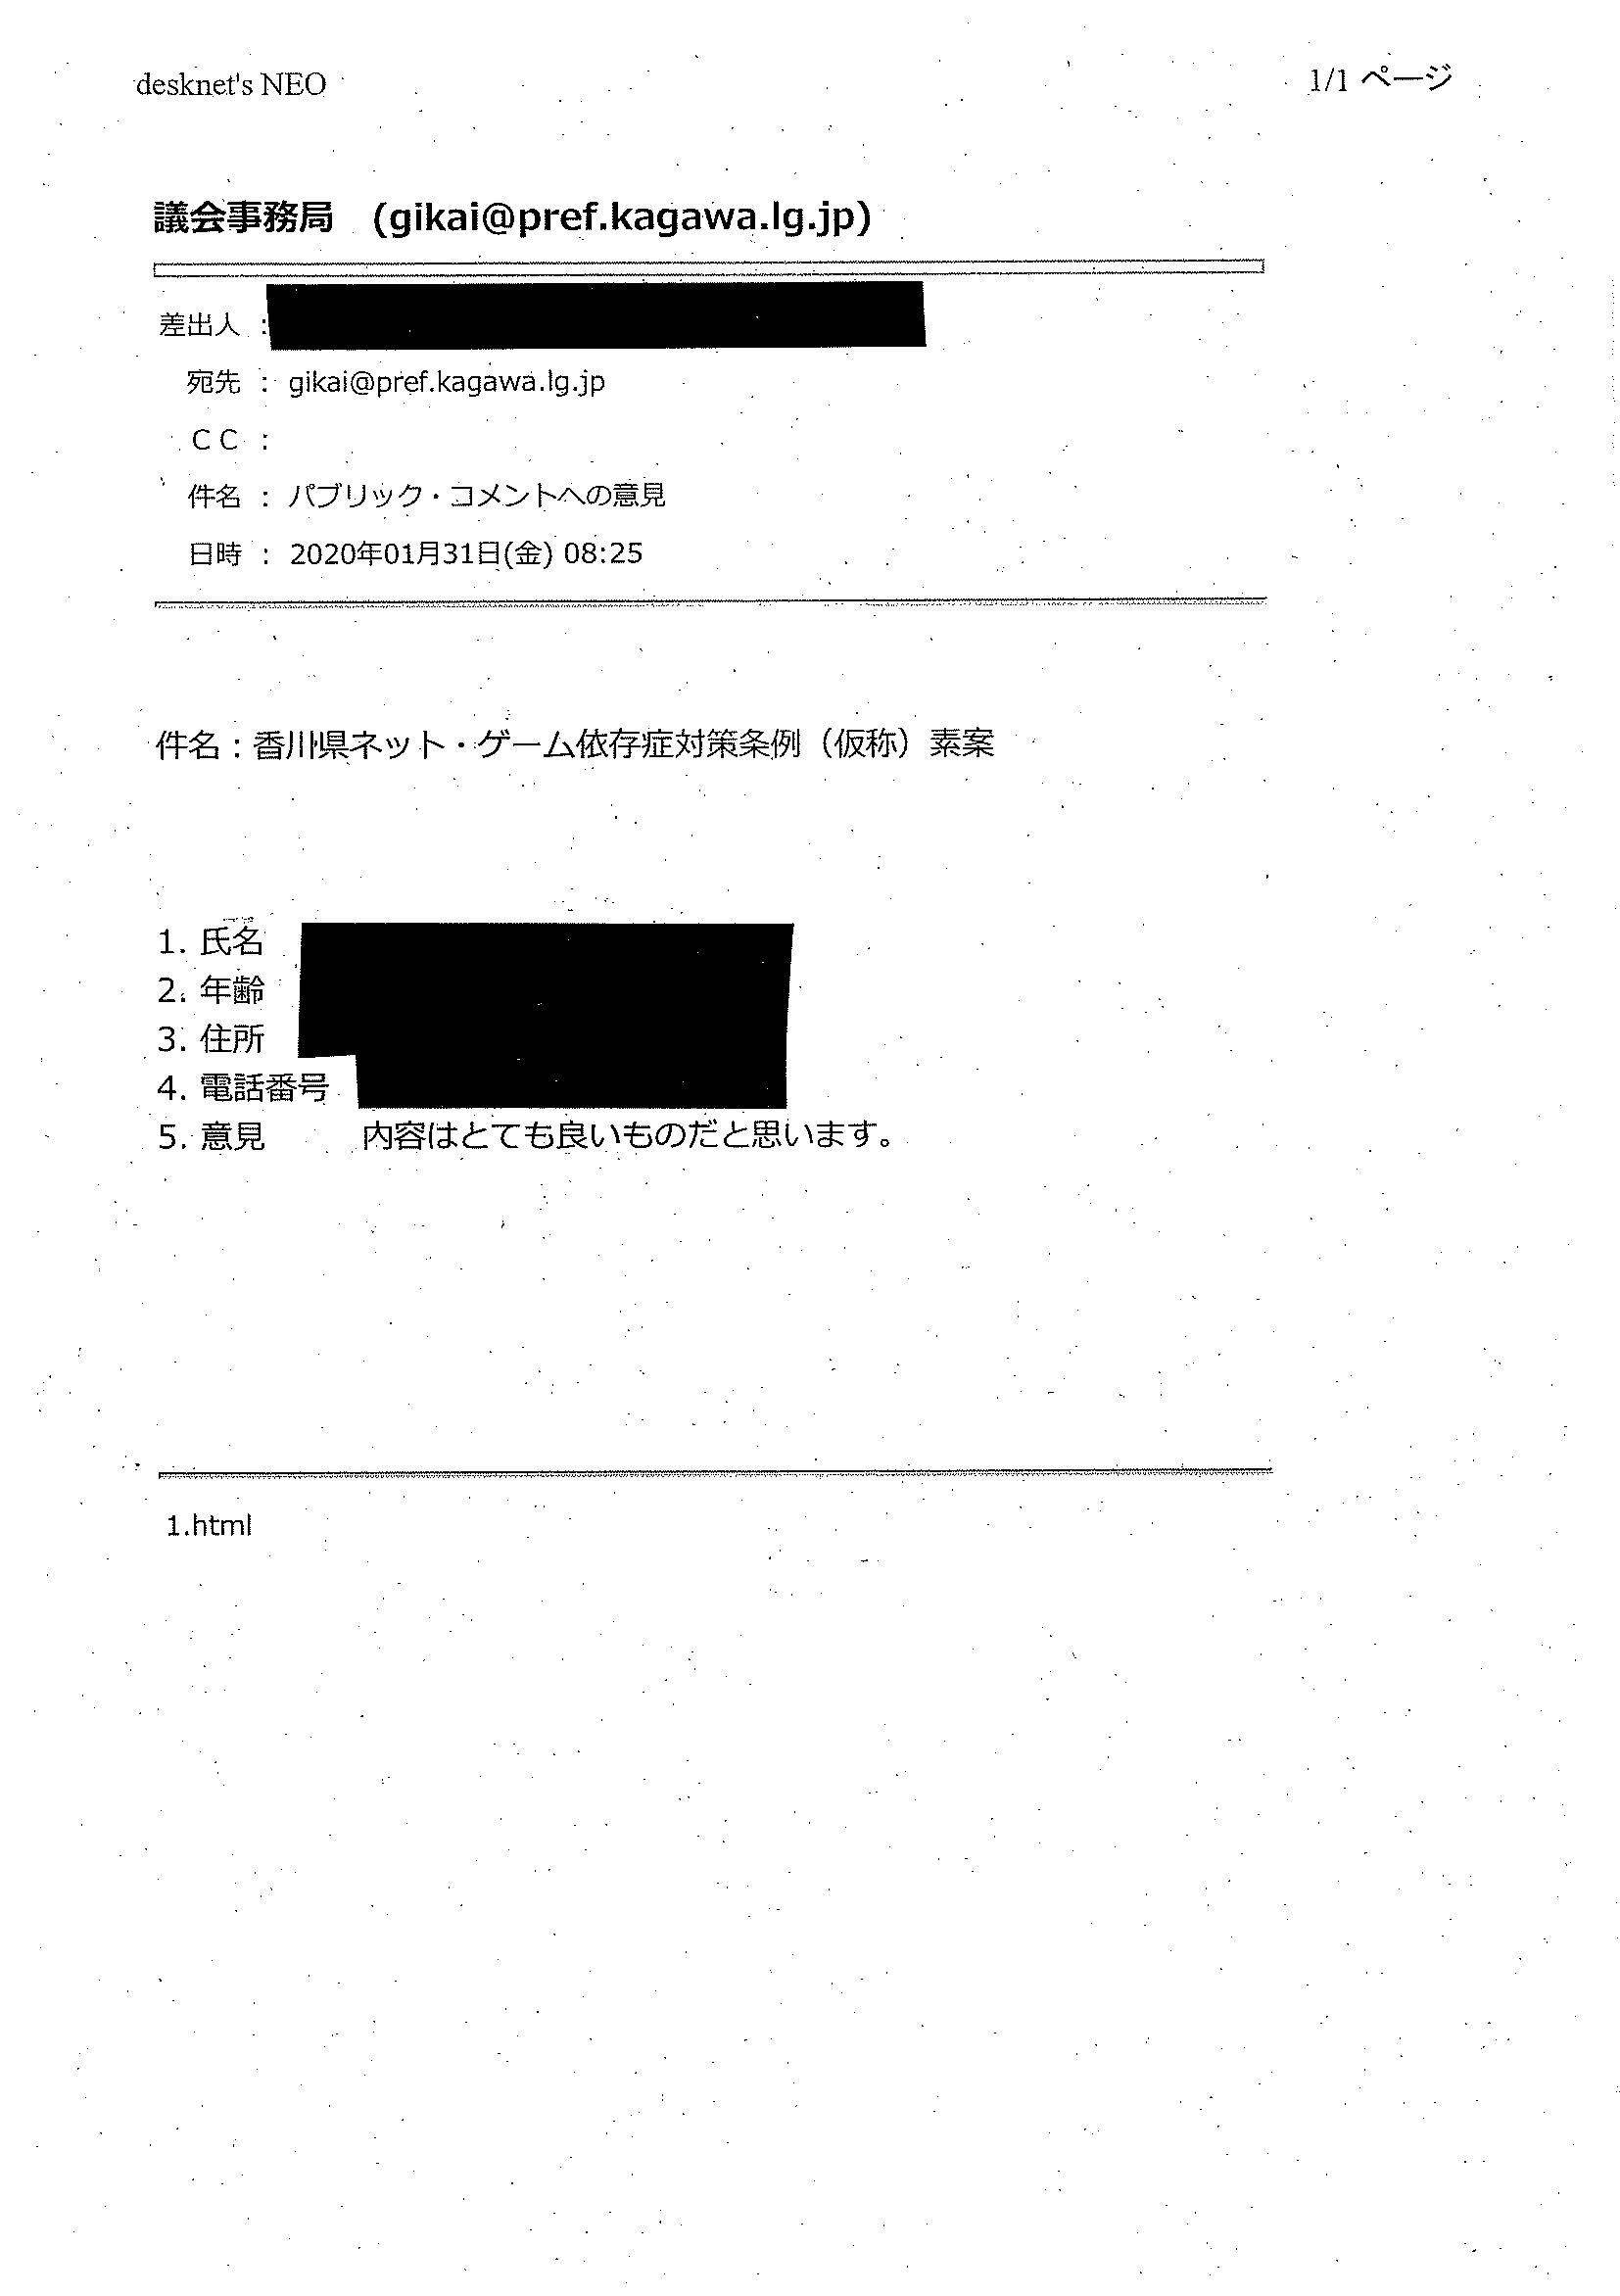 desknet's NEO
1/1 ページ
議会事務局　(gikai@pref.kagawa.lg.jp)
差出人 :
宛先 : gikai@pref.kagawa.lg.jp
ＣＣ :
件名 : パブリック・コメントへの意見
日時 : 2020年01月31日(金) 08:25
件名：香川県ネット・ゲーム依存症対策条例（仮称）素案
1. 氏名
2. 年齢
3. 住所
4. 電話番号
5. 意見　　　内容はとても良いものだと思います。
1.html